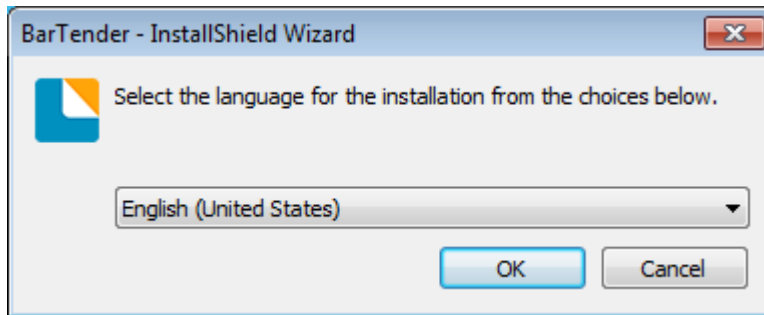 BarTender - InstallShield Wizard
Select the language for the installation from the choices below.
English (United States)
OK
Cancel